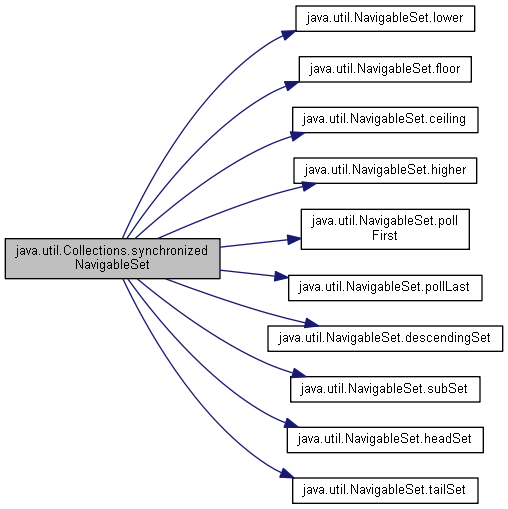 java.util.NavigableSet.lower
java.util.NavigableSet.floor
java.util.NavigableSet.ceiling
java.util.NavigableSet.higher
java.util.NavigableSet.poll
First
java.util.Collections.synchronized
NavigableSet
java.util.NavigableSet.pollLast
java.util.NavigableSet.descendingSet
java.util.NavigableSet.subSet
java.util.NavigableSet.headSet
java.util.NavigableSet.tailSet